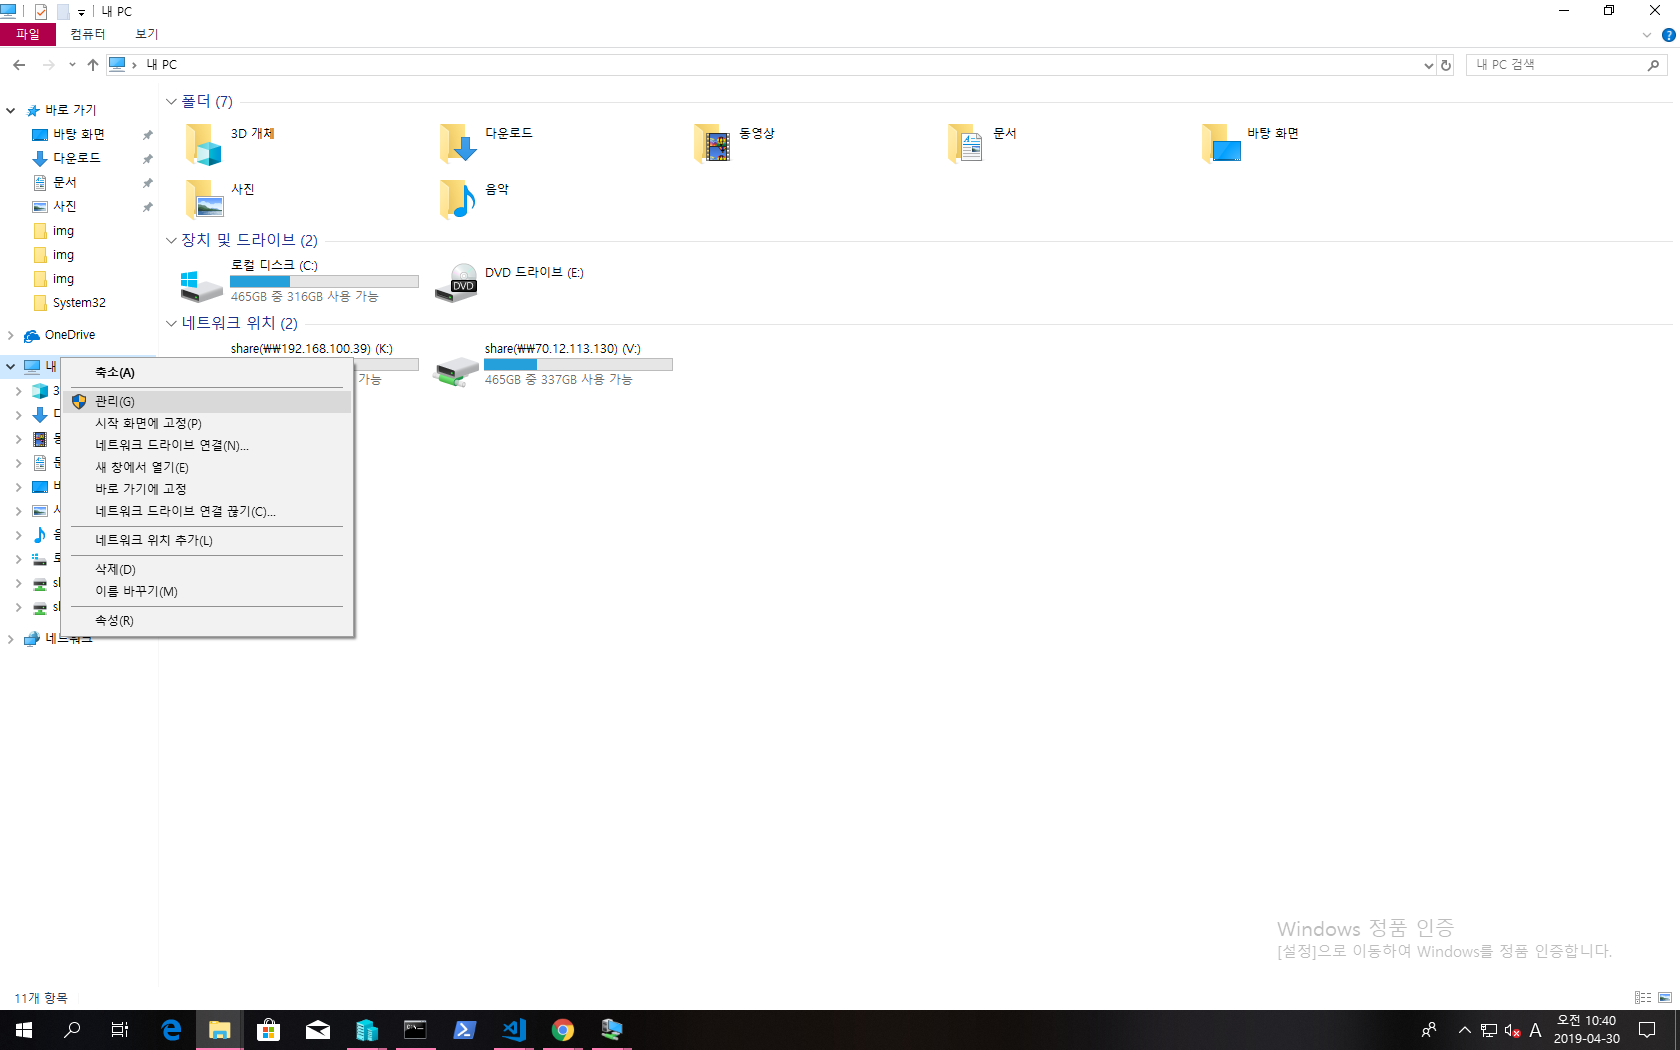 내 PC
파일 컴퓨터 보기
내 PC
내 PC 검색
바로 가기
바탕 화면
다운로드
문서
사진
img
img
img
System32
OneDrive
내
3
네트워크
폴더 (7)
3D 개체
다운로드
동영상
문서
바탕 화면
사진
음악
장치 및 드라이브 (2)
로컬 디스크 (C:)
465GB 중 316GB 사용 가능
DVD
DVD 드라이브 (E:)
네트워크 위치 (2)
share(₩₩192.168.100.39) (K:)
가능
share(₩₩70.12.113.130) (V:)
465GB 중 337GB 사용 가능
축소(A)
관리(G)
시작 화면에 고정(P)
네트워크 드라이브 연결(N)...
새 창에서 열기(E)
바로 가기에 고정
네트워크 드라이브 연결 끊기(C)...
네트워크 위치 추가(L)
삭제(D)
이름 바꾸기(M)
속성(R)
Windows 정품 인증
[설정]으로 이동하여 Windows를 정품 인증합니다.
11개 항목
A
오전 10:40
2019-04-30